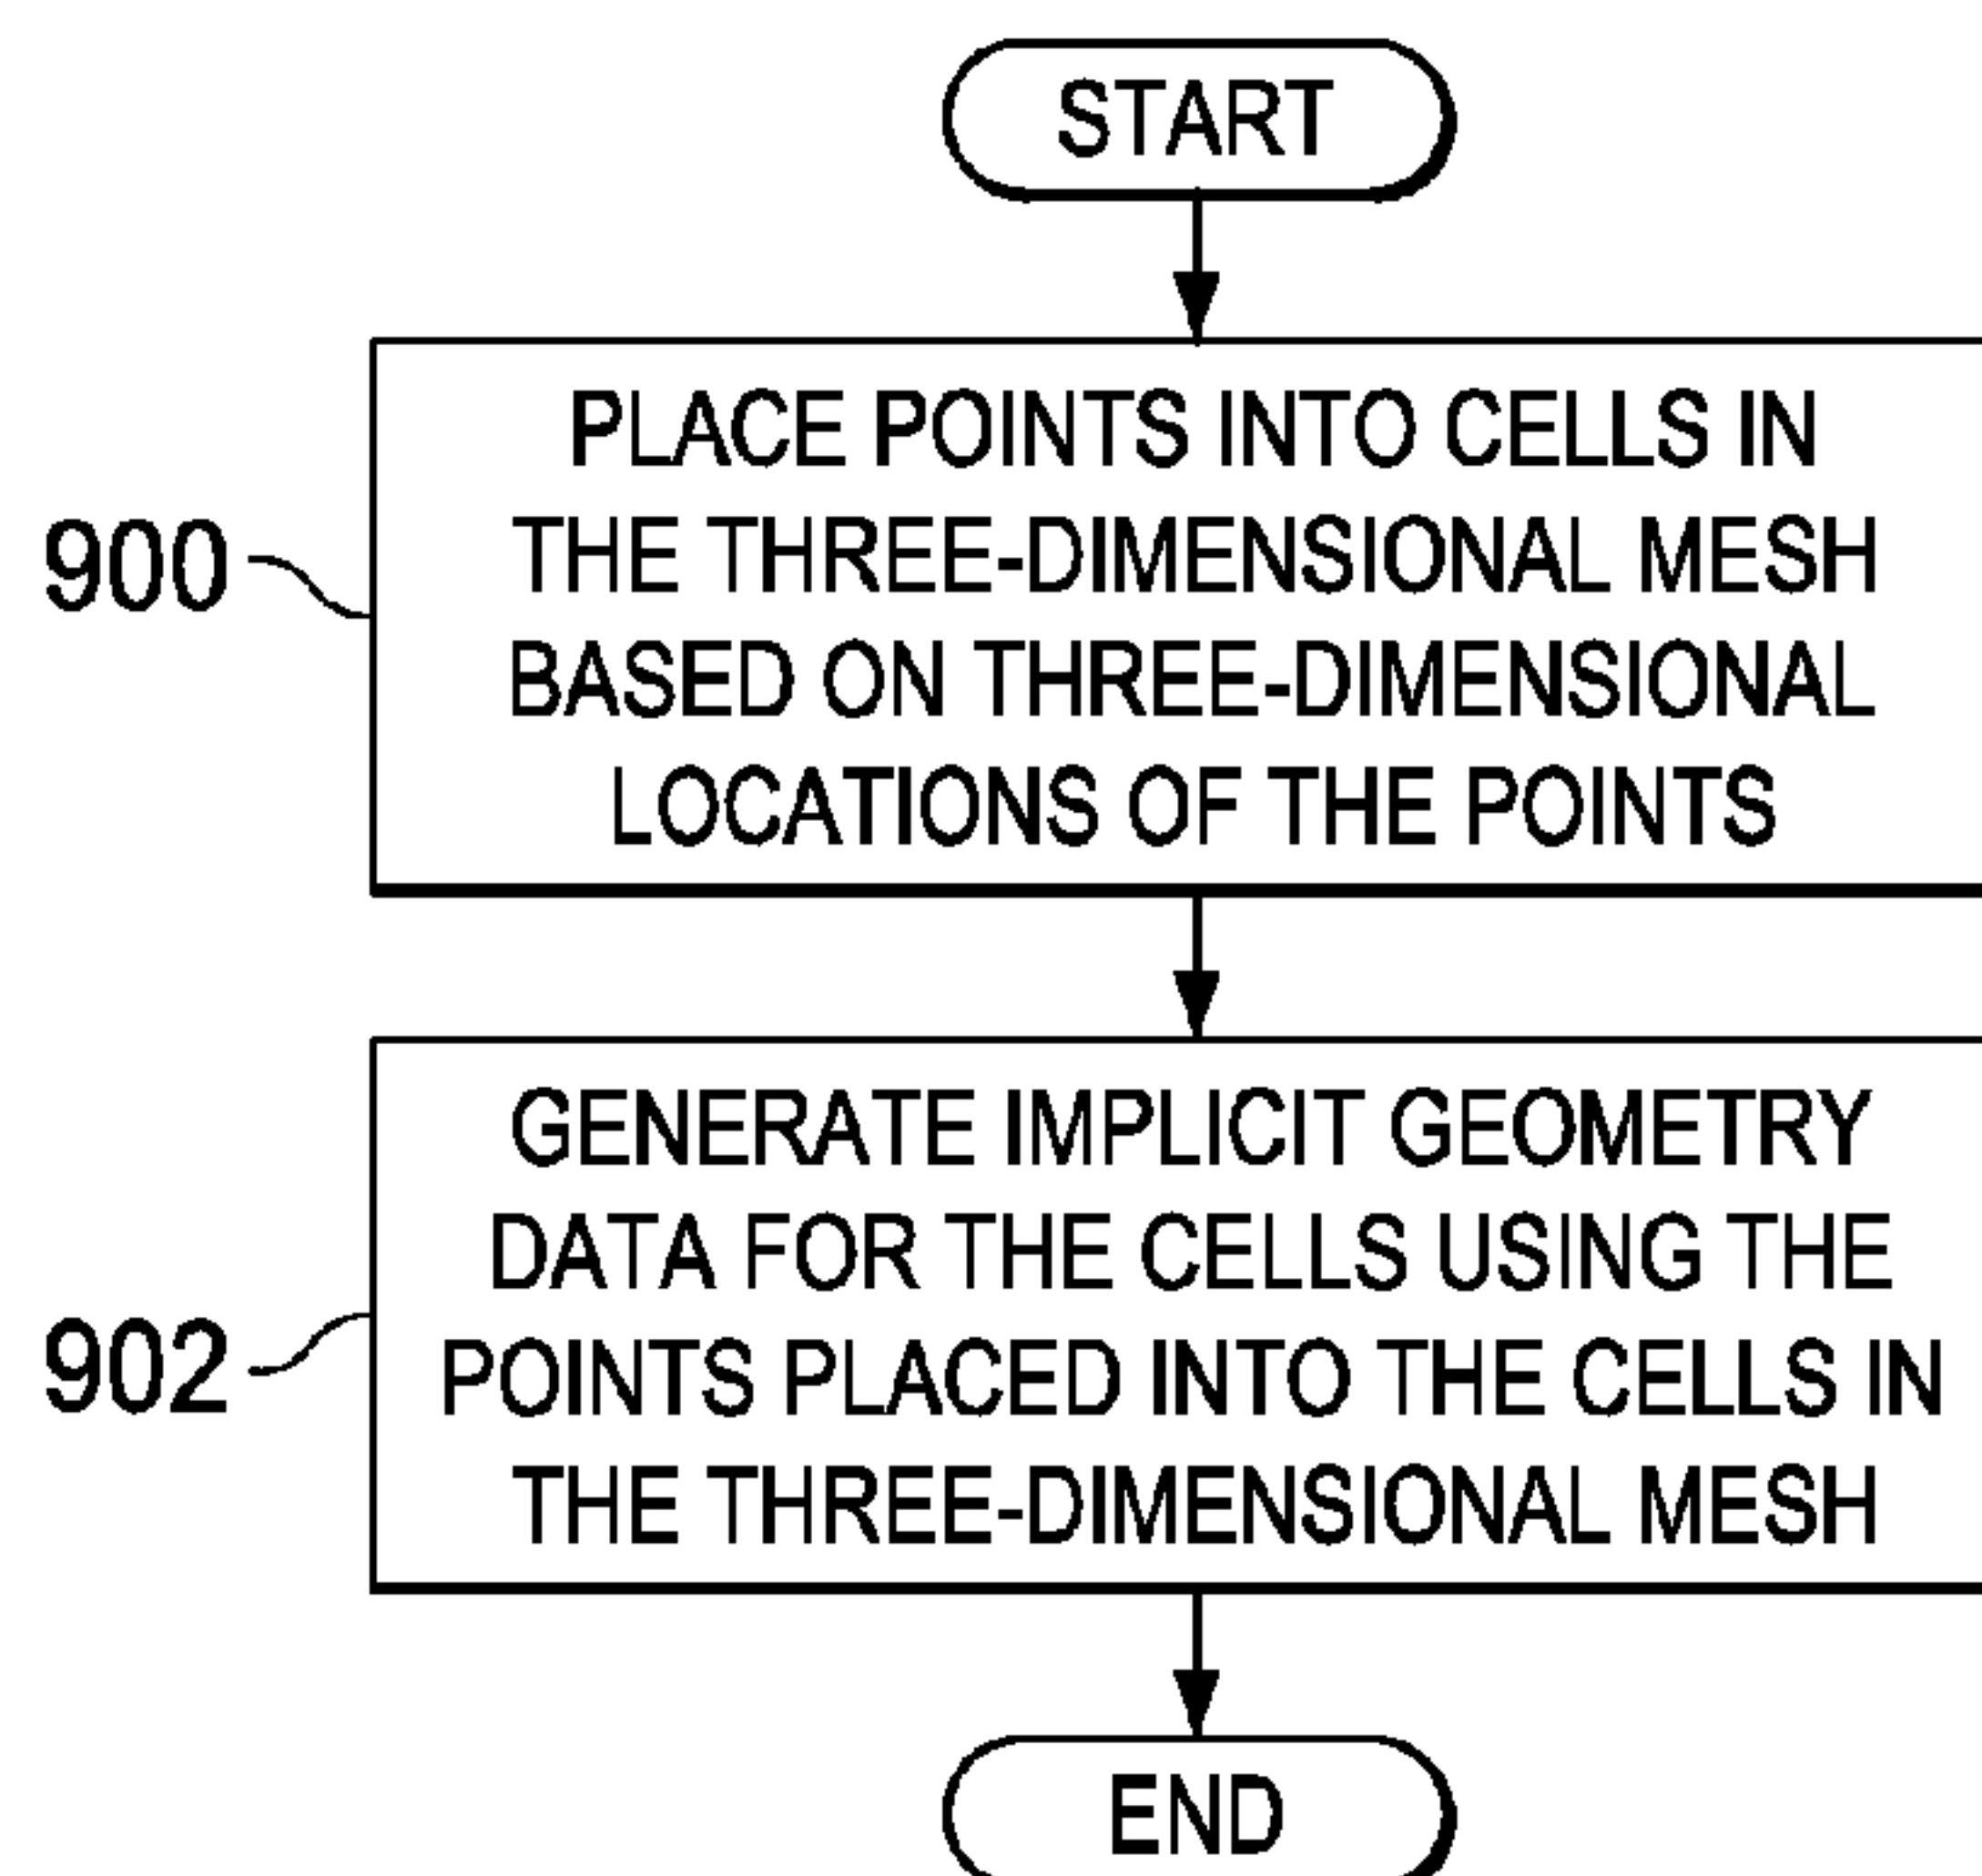 START
PLACE POINTS INTO CELLS IN
THE THREE-DIMENSIONAL MESH
900
BASED ON THREE-DIMENSIONAL
LOCATIONS OF THE POINTS
GENERATE IMPLICIT GEOMETRY
DATA FOR THE CELLS USING THE
902
POINTS PLACED INTO THE CELLS IN
THE THREE-DIMENSIONAL MESH
END